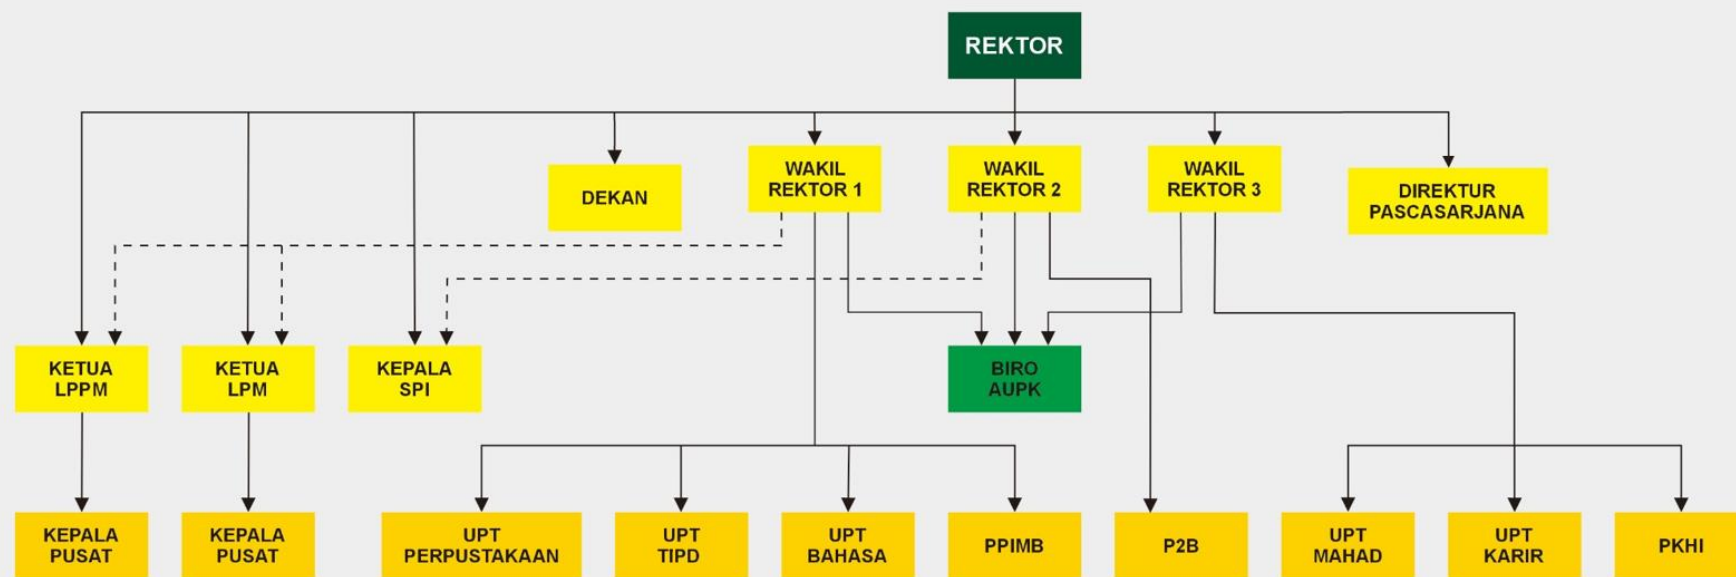 REKTOR
WAKIL
REKTOR 1
WAKIL
REKTOR 2
WAKIL
REKTOR 3
DEKAN
DIREKTUR
PASCASARJANA
KETUA
LPPM
KETUA
LPM
KEPALA
SPI
BIRO
AUPK
KEPALA
PUSAT
KEPALA
PUSAT
UPT
PERPUSTAKAAN
UPT
TIPD
UPT
BAHASA
PPIMB
P2B
UPT
MAHAD
UPT
KARIR
PKHI